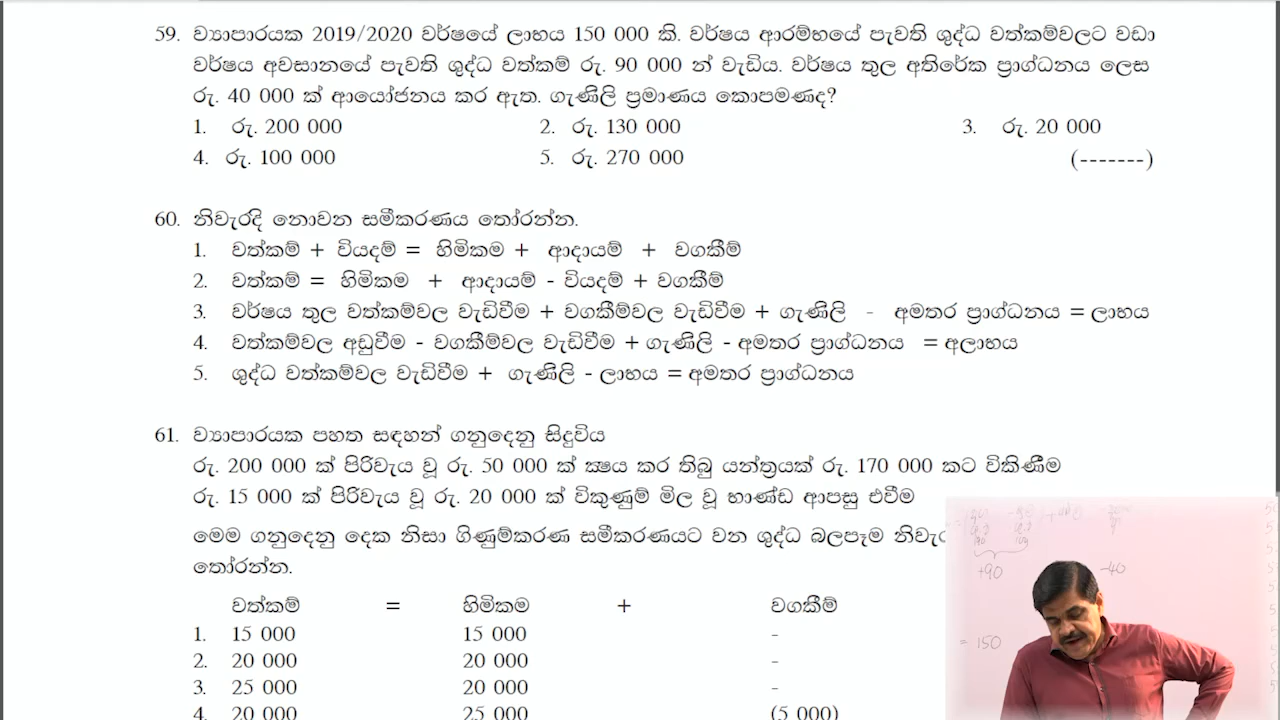 59. ව්‍යාපාරයක 2019/2020 වර්ෂයේ ලාභය 150 000 කි. වර්ෂය ආරම්භයේ පැවති ශුද්ධ වත්කම්වලට වඩා
වර්ෂය අවසානයේ පැවති ශුද්ධ වත්කම් රු. 90 000 න් වැඩිය. වර්ෂය තුල අතිරේක ප්‍රාග්ධනය ලෙස
රු. 40 000 ක් ආයෝජනය කර ඇත. ගැණිලි ප්‍රමාණය කොපමණද?
1. රු. 200 000 2. රු. 130 000 3. රු. 20 000
4. රු. 100 000 5. රු. 270 000 (-------)
60. නිවැරදි නොවන සමීකරණය තෝරන්න.
1. වත්කම් + වියදම් = හිමිකම + ආදායම් + වගකීම්
2. වත්කම් = හිමිකම + ආදායම් - වියදම් + වගකීම්
3. වර්ෂය තුල වත්කම්වල වැඩිවීම + වගකීම්වල වැඩිවීම + ගැණිලි - අමතර ප්‍රාග්ධනය = ලාභය
4. වත්කම්වල අඩුවීම - වගකීම්වල වැඩිවීම + ගැණිලි - අමතර ප්‍රාග්ධනය = අලාභය
5. ශුද්ධ වත්කම්වල වැඩිවීම + ගැණිලි - ලාභය = අමතර ප්‍රාග්ධනය
61. ව්‍යාපාරයක පහත සඳහන් ගනුදෙනු සිදුවිය
රු. 200 000 ක් පිරිවැය වූ රු. 50 000 ක් ක්‍ෂය කර තිබු යන්ත්‍රයක් රු. 170 000 කට විකිණීම
රු. 15 000 ක් පිරිවැය වූ රු. 20 000 ක් විකුණුම් මිල වූ භාණ්ඩ ආපසු එවීම
මෙම ගනුදෙනු දෙක නිසා ගිණුම්කරණ සමීකරණයට වන ශුද්ධ බලපෑම
තෝරන්න.
වත්කම් = හිමිකම + වගකීම්
1. 15 000 15 000 -
2. 20 000 20 000 -
3. 25 000 20 000 -
4. 20 000 25 000 (5 000)
+90 -40
= 150